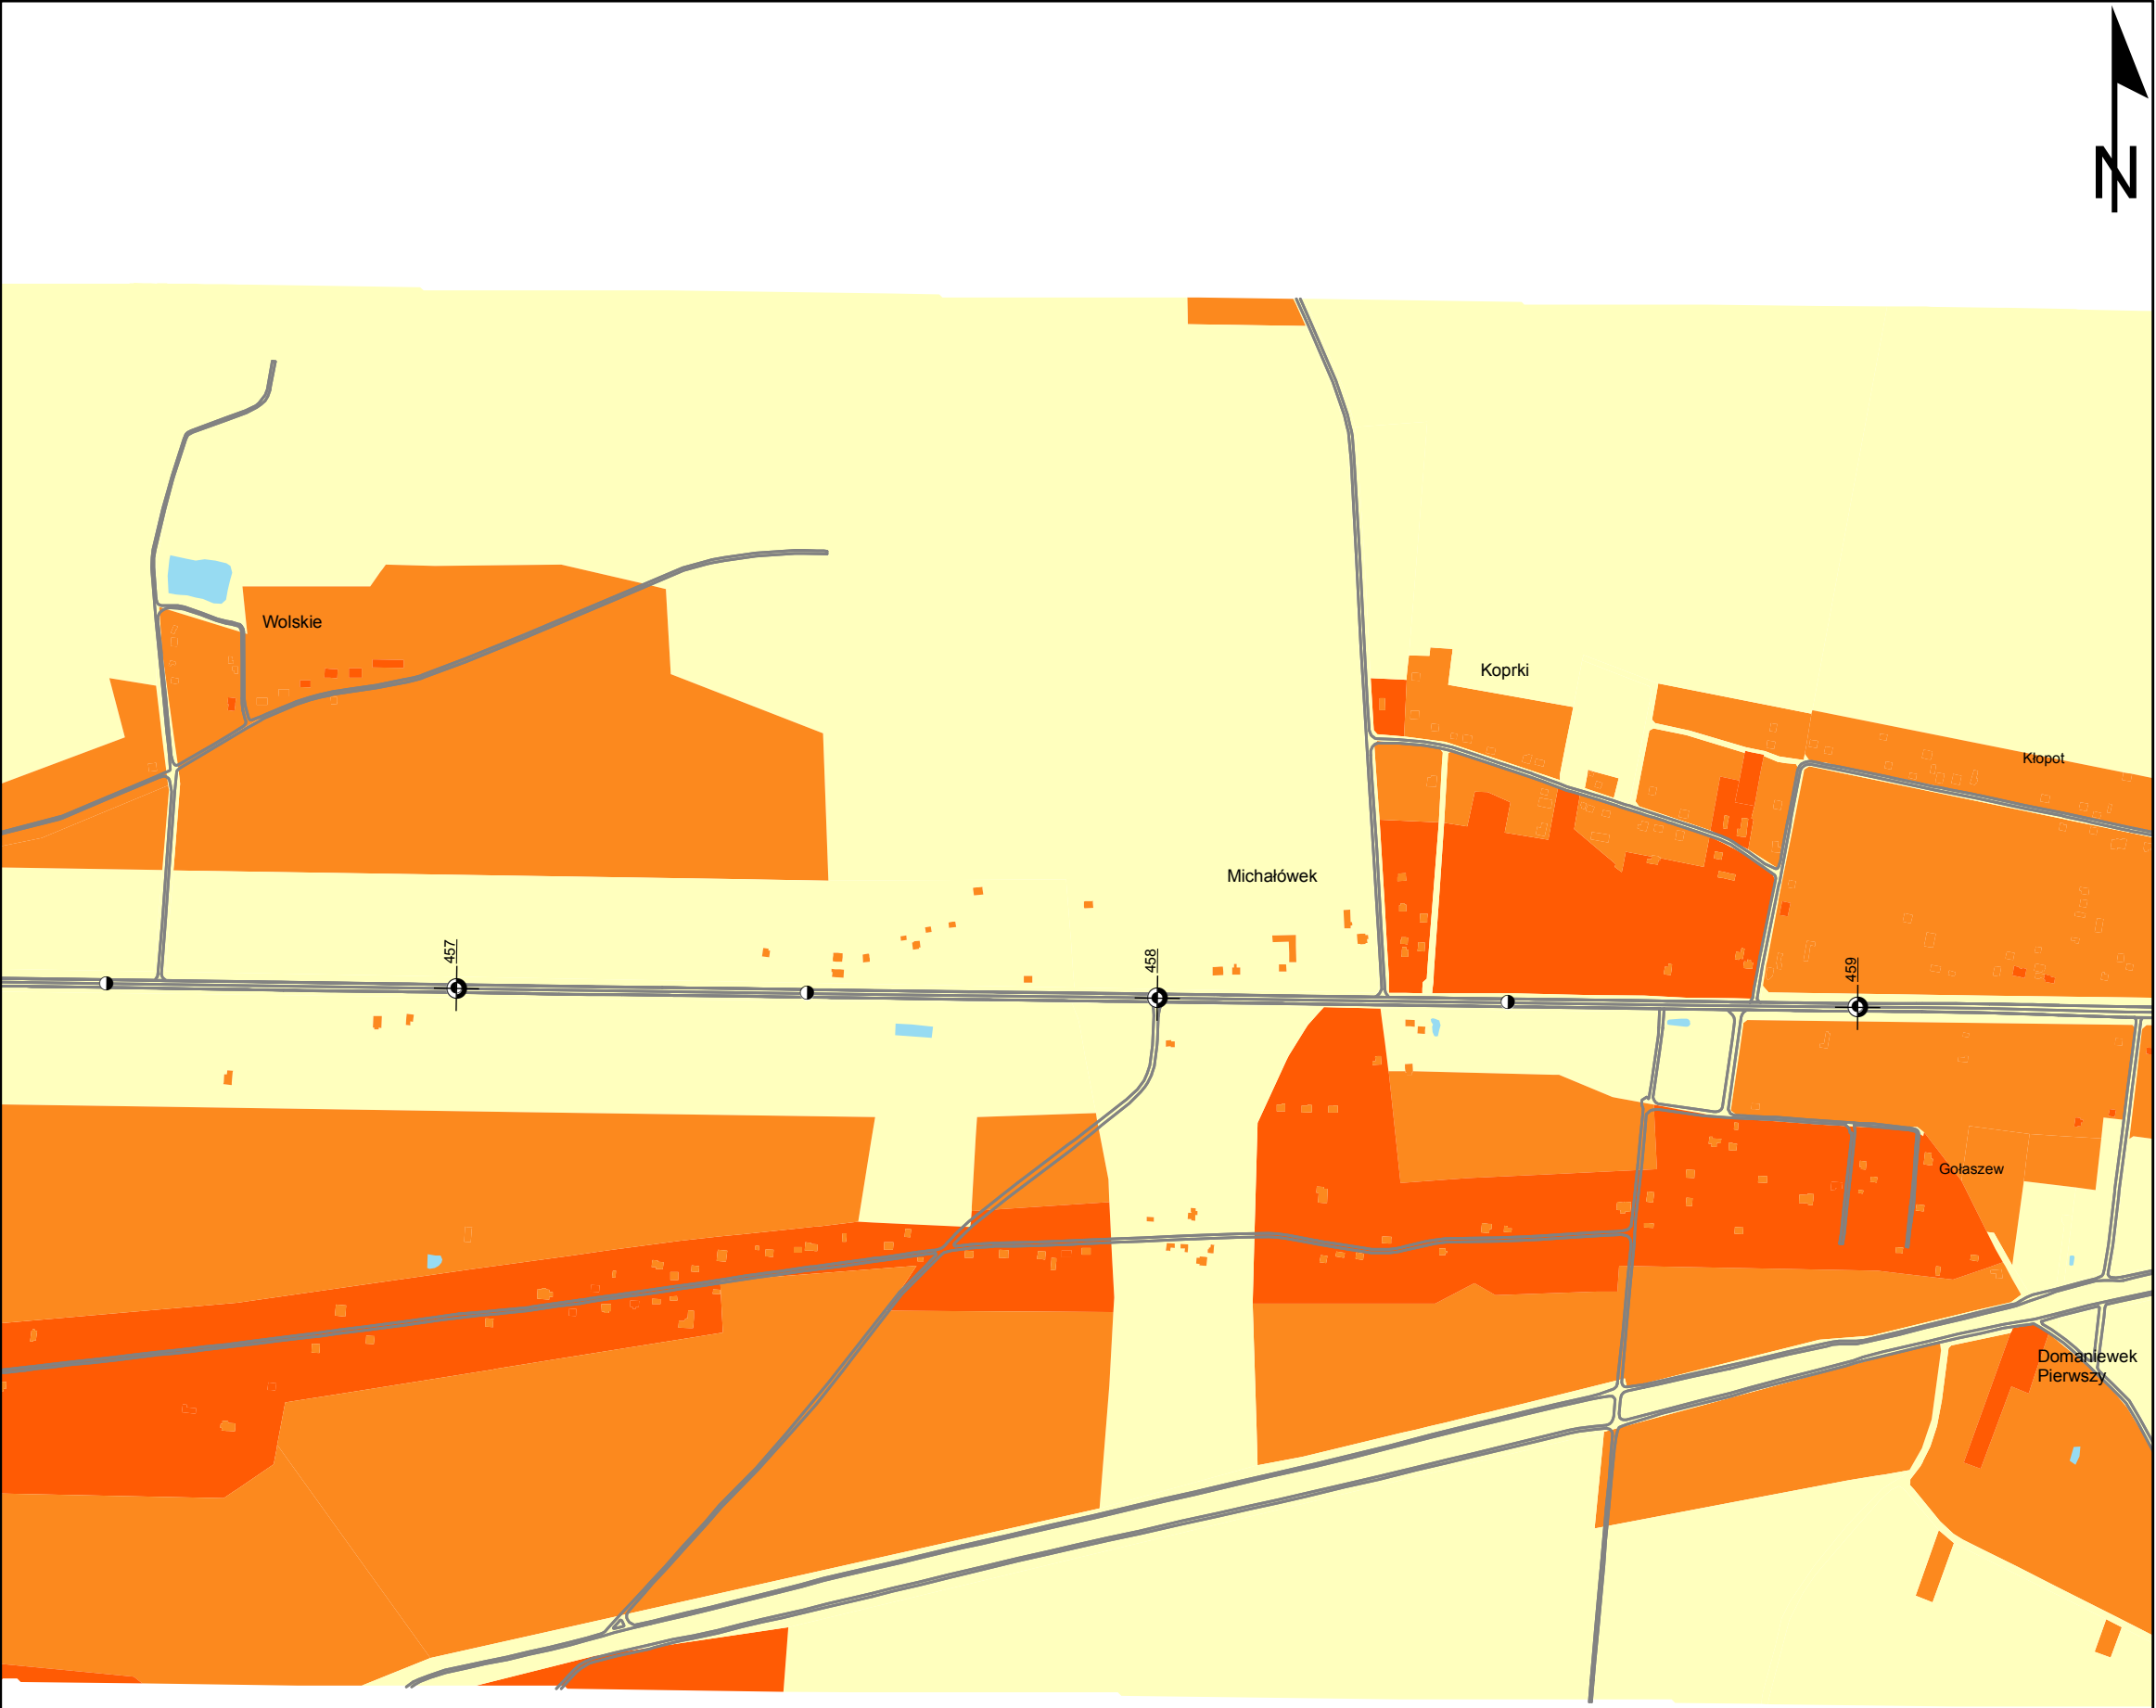 N
Wolskie
Koprki
Kłopot
Michałówek
457
458
459
Gołaszew
Domaniewek
Pierwszy